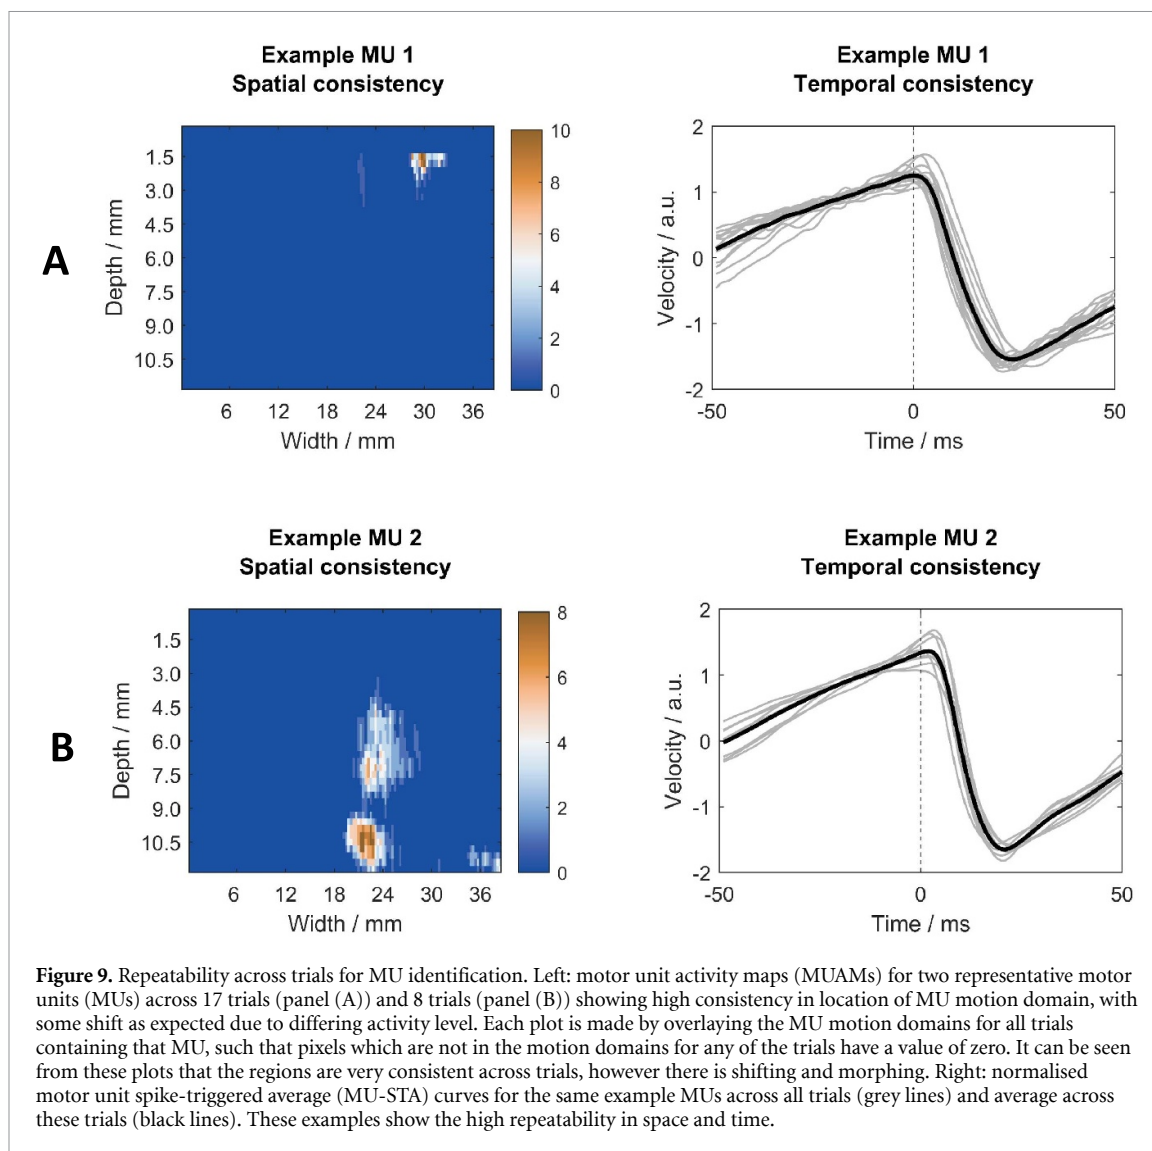 Example MU 1
Spatial consistency
Example MU 1
Temporal consistency
A
Depth / mm
1.5
3.0
4.5
6.0
7.5
9.0
10.5
6 12 18 24 30 36
Width / mm
10
8
6
4
2
0
Velocity / a.u.
2
1
0
-1
-2
-50 0 50
Time / ms
Example MU 2
Spatial consistency
Example MU 2
Temporal consistency
B
Depth / mm
1.5
3.0
4.5
6.0
7.5
9.0
10.5
6 12 18 24 30 36
Width / mm
8
6
4
2
0
Velocity / a.u.
2
1
0
-1
-2
-50 0 50
Time / ms
Figure 9. Repeatability across trials for MU identification. Left: motor unit activity maps (MUAMs) for two representative motor
units (MUs) across 17 trials (panel (A)) and 8 trials (panel (B)) showing high consistency in location of MU motion domain, with
some shift as expected due to differing activity level. Each plot is made by overlaying the MU motion domains for all trials
containing that MU, such that pixels which are not in the motion domains for any of the trials have a value of zero. It can be seen
from these plots that the regions are very consistent across trials, however there is shifting and morphing. Right: normalised
motor unit spike-triggered average (MU-STA) curves for the same example MUs across all trials (grey lines) and average across
these trials (black lines). These examples show the high repeatability in space and time.